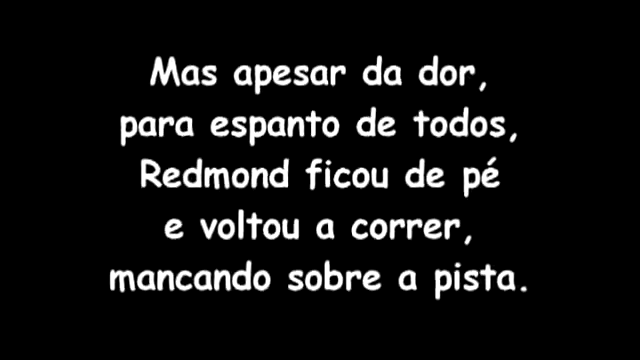 Mas apesar da dor,
para espanto de todos,
Redmond ficou de pé
e voltou a correr,
mancando sobre a pista.